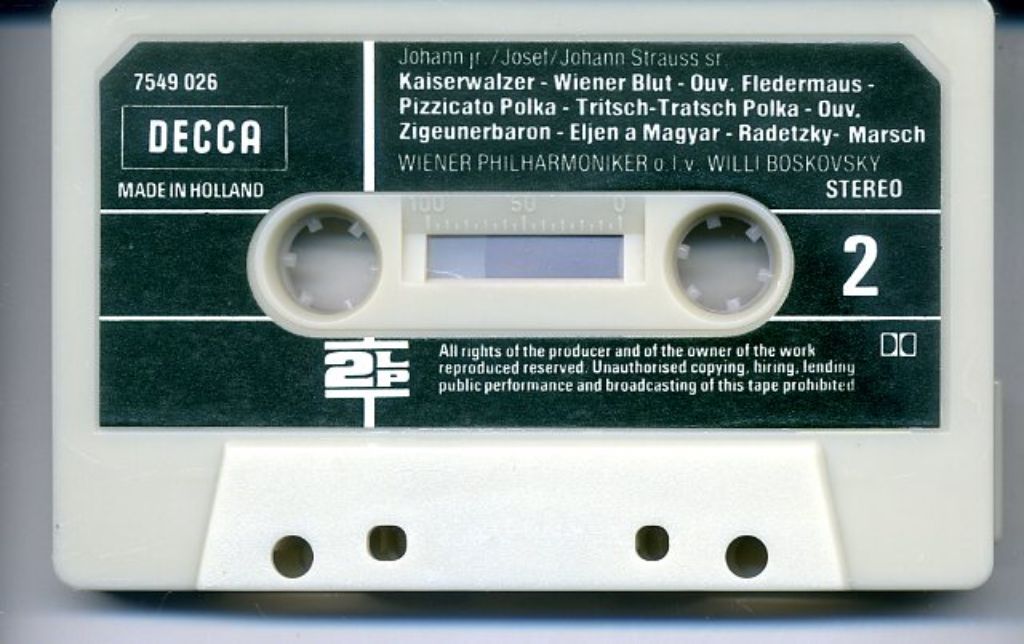 7549 026
DECCA
MADE IN HOLLAND
Johann jr./Josef/Johann Strauss sr.
Kaiserwalzer - Wiener Blut - Ouv. Fledermaus -
Pizzicato Polka - Tritsch-Tratsch Polka - Ouv.
Zigeunerbaron - Eljen a Magyar - Radetzky- Marsch
WIENER PHILHARMONIKER o.l.v. WILLI BOSKOVSKY
STEREO
100 50 0
2
2LP
All rights of the producer and of the owner of the work
reproduced reserved. Unauthorised copying, hiring, lending
public performance and broadcasting of this tape prohibited